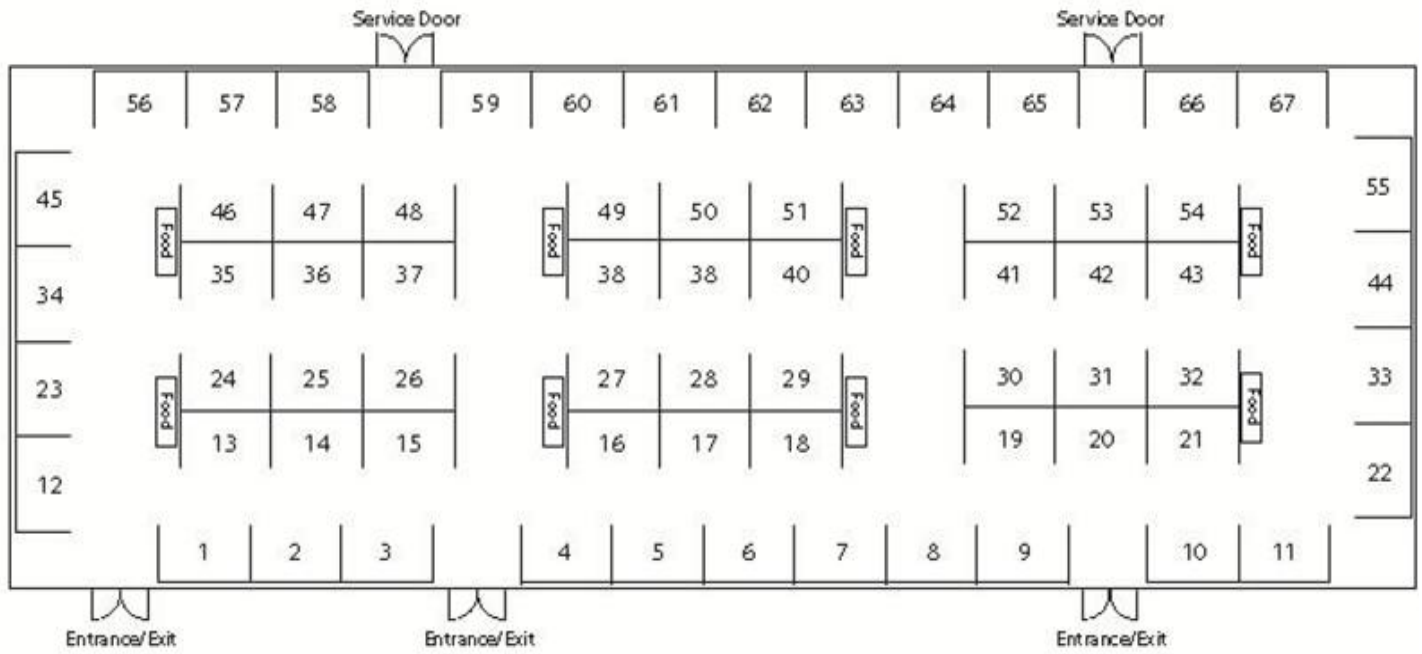 Service Door Service Door
56 57 58 59 60 61 62 63 64 65 66 67
45 55
46 47 48 49 50 51 52 53 54
Food Food Food Food
35 36 37 38 38 40 41 42 43
34 44
24 25 26 27 28 29 30 31 32
23 33
Food Food Food Food
13 14 15 16 17 18 19 20 21
12 22
1 2 3 4 5 6 7 8 9 10 11
Entrance/Exit Entrance/Exit Entrance/Exit